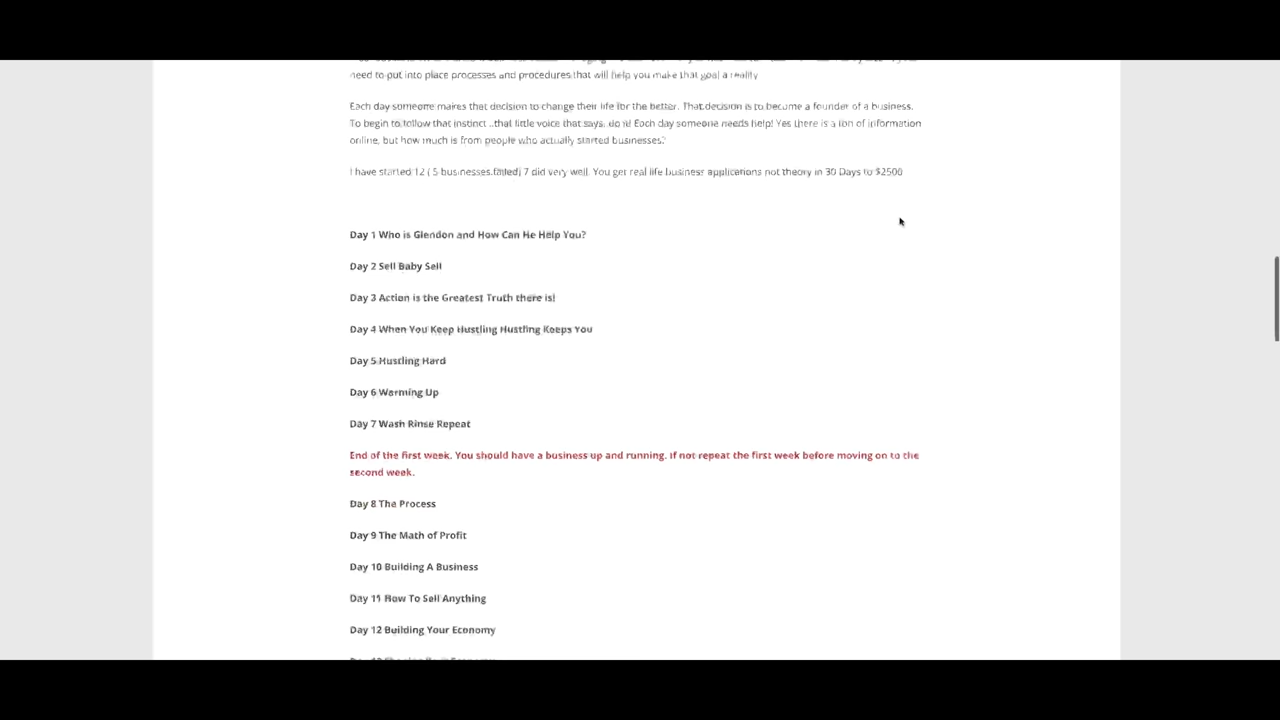 need to put into place processes and procedures that will help you make that goal a reality
Each day someone makes that decision to change their life for the better. That decision is to become a founder of a business.
To begin to follow that instinct ..that little voice that says, do it! Each day someone needs help! Yes there is a ton of information
online, but how much is from people who actually started businesses?
I have started 12 ( 5 businesses failed) 7 did very well. You get real life business applications not theory in 30 Days to $2500
Day 1 Who is Glendon and How Can He Help You?
Day 2 Sell Baby Sell
Day 3 Action is the Greatest Truth there is!
Day 4 When You Keep Hustling Hustling Keeps You
Day 5 Hustling Hard
Day 6 Warming Up
Day 7 Wash Rinse Repeat
End of the first week. You should have a business up and running. If not repeat the first week before moving on to the
second week.
Day 8 The Process
Day 9 The Math of Profit
Day 10 Building A Business
Day 11 How To Sell Anything
Day 12 Building Your Economy